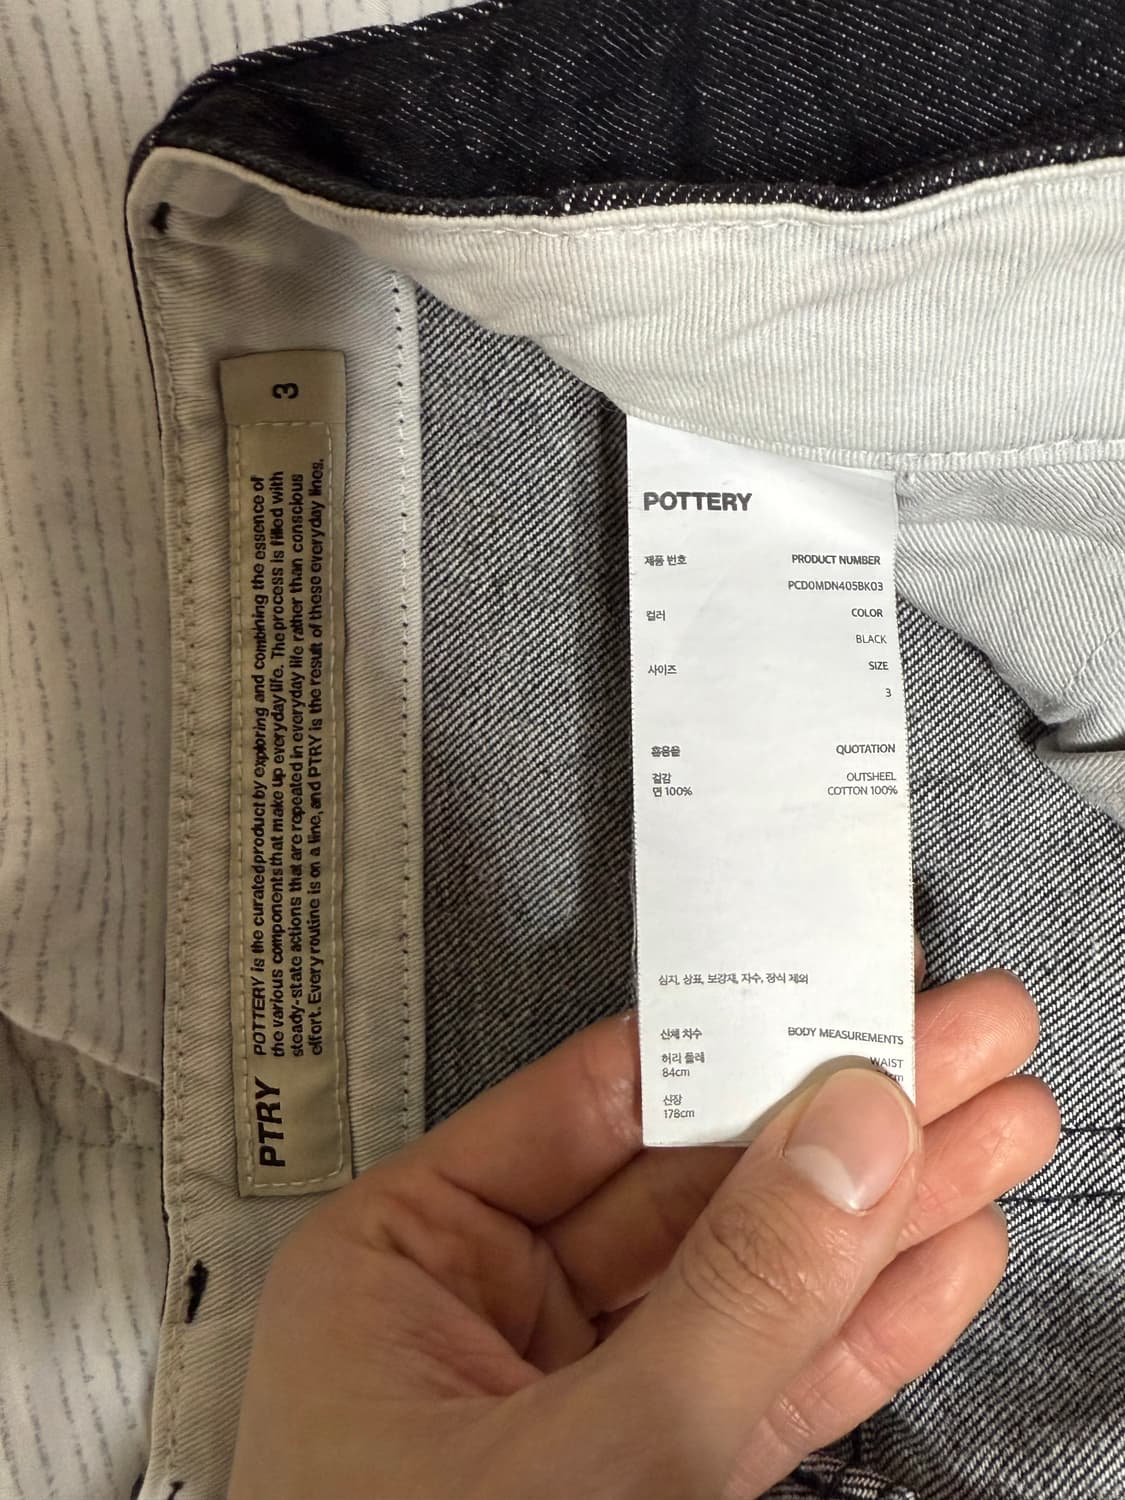 3
POTTERY is the curated product by exploring and combining the essence of
the various components that make up everyday life. The process is filled with
steady-state actions that are repeated in everyday life rather than conscious
effort. Every routine is on a line, and PTRY is the result of these everyday lines.
PTRY
POTTERY
제품 번호 PRODUCT NUMBER
PCD0MDN405BK03
컬러 COLOR
BLACK
사이즈 SIZE
3
혼용율 QUOTATION
겉감 OUTSHEEL
면 100% COTTON 100%
심지, 상표, 보강재, 자수, 장식 제외
신체 치수 BODY MEASUREMENTS
허리 둘레 WAIST
84cm
신장
178cm